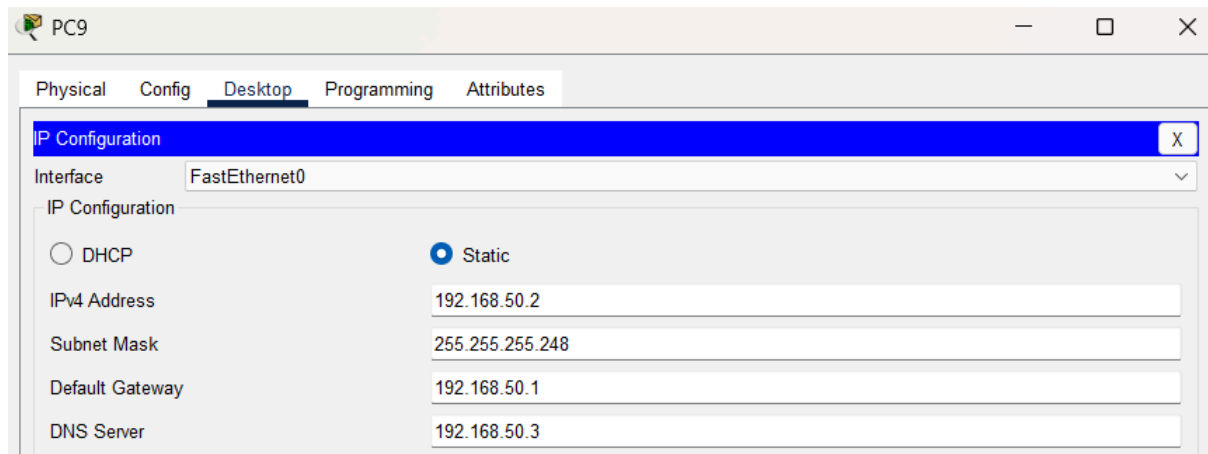 PC9
Physical Config Desktop Programming Attributes
IP Configuration X
Interface FastEthernet0
IP Configuration
DHCP Static
IPv4 Address 192.168.50.2
Subnet Mask 255.255.255.248
Default Gateway 192.168.50.1
DNS Server 192.168.50.3